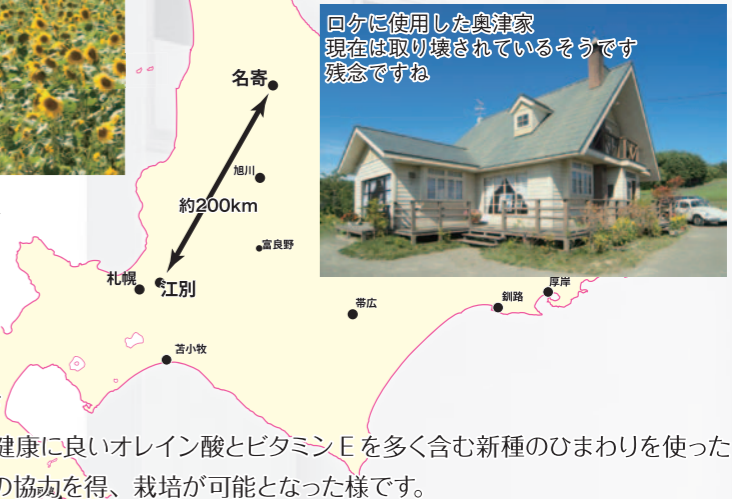 ロケに使用した奥津家
現在は取り壊されているそうです
残念ですね
名寄
旭川
約200km
富良野
札幌
江別
厚岸
釧路
帯広
苫小牧
健康に良いオレイン酸とビタミンEを多く含む新種のひまわりを使った
の協力を得、栽培が可能となった様です。